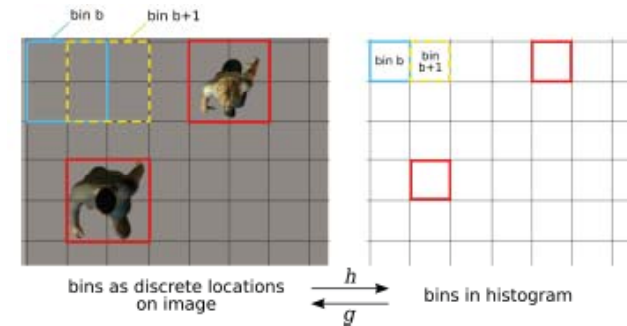 bin b
bin b+1
bin b
bin
b+1
bins as discrete locations
on image
h
g
bins in histogram